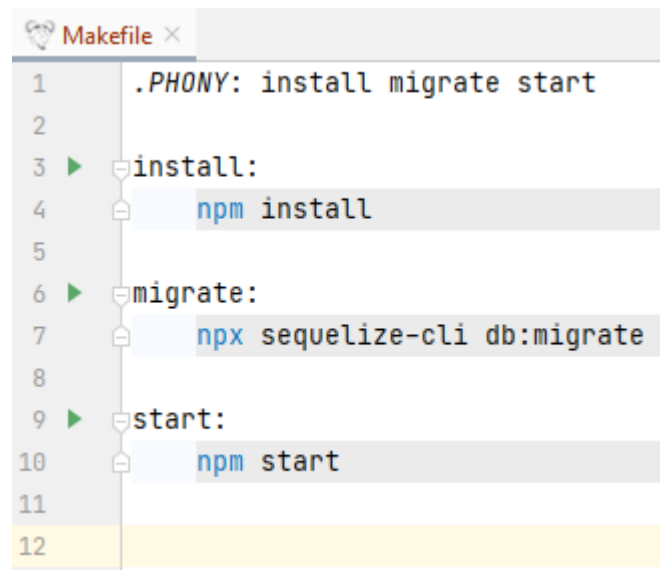 Makefile
1 .PHONY: install migrate start
2
3 install:
4 npm install
5
6 migrate:
7 npx sequelize-cli db:migrate
8
9 start:
10 npm start
11
12